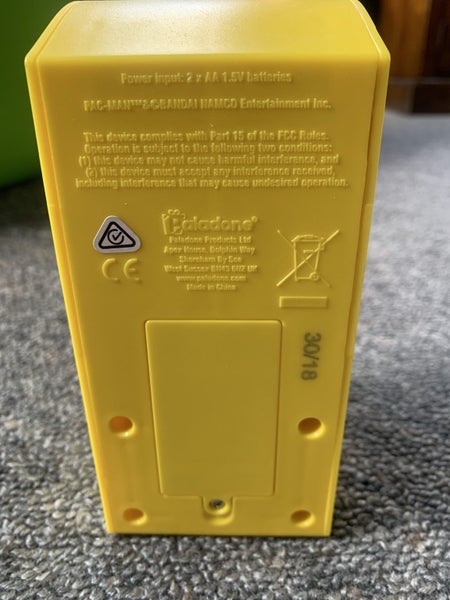 Power input: 2 x AA 1.5V batteries
PAC-MAN™&©BANDAI NAMCO Entertainment Inc.
This device complies with Part 15 of the FCC Rules.
Operation is subject to the following two conditions:
(1) this device may not cause harmful interference, and
(2) this device must accept any interference received,
including interference that may cause undesired operation.
Paladone®
Paladone Products Ltd
Apex House, Dolphin Way
Shoreham By Sea
West Sussex BN43 6NZ UK
www.paladone.com
Made in China
CE
30/18